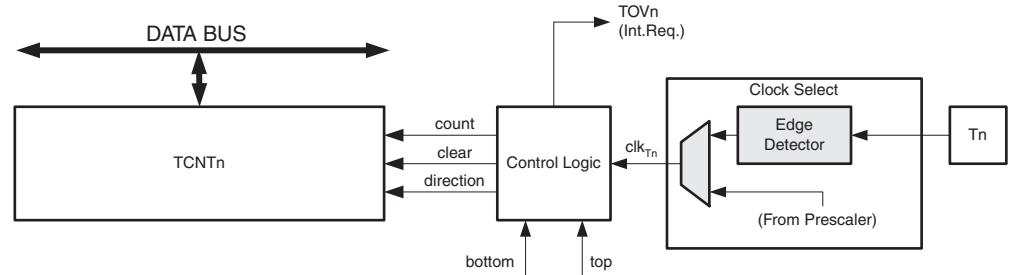 TOVn
(Int.Req.)
DATA BUS
Clock Select
count
Edge
Detector
Tn
TCNTn
clear
Control Logic
clkTn
direction
(From Prescaler)
bottom
top